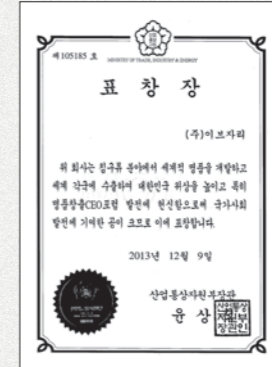 제105185 호
MINISTRY OF TRADE, INDUSTRY & ENERGY
표 창 장
(주)이브자리
위 회사는 침구류 분야에서 세계적 명품을 개발하고
세계 각국에 수출하여 대한민국 위상을 높이고 특히
명품창출CEO포럼 발전에 헌신함으로써 국가사회
발전에 기여한 공이 크므로 이에 표창합니다.
2013년 12월 9일
산업통상자원부장관
윤 상 직